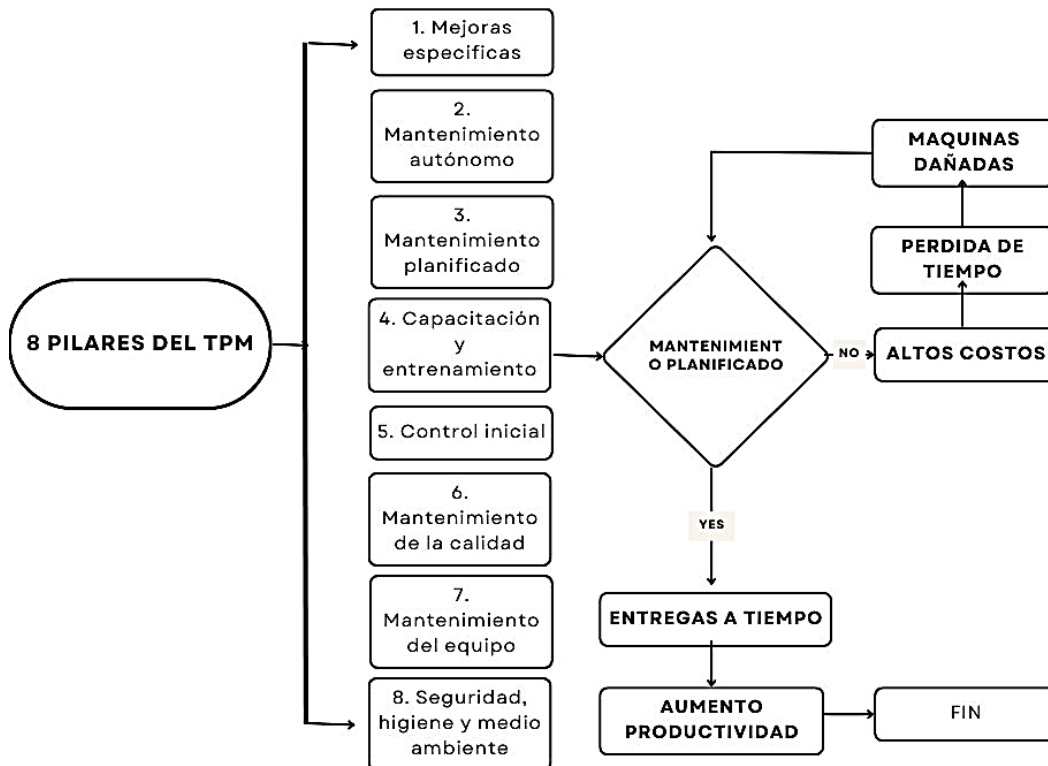 8 PILARES DEL TPM
1. Mejoras
especificas
2.
Mantenimiento
autónomo
3.
Mantenimiento
planificado
4. Capacitación
y
entrenamiento
5. Control inicial
6.
Mantenimiento
de la calidad
7.
Mantenimiento
del equipo
8. Seguridad,
higiene y medio
ambiente
MANTENIMIENT
O PLANIFICADO
NO
ALTOS COSTOS
PERDIDA DE
TIEMPO
MAQUINAS
DAÑADAS
YES
ENTREGAS A TIEMPO
AUMENTO
PRODUCTIVIDAD
FIN